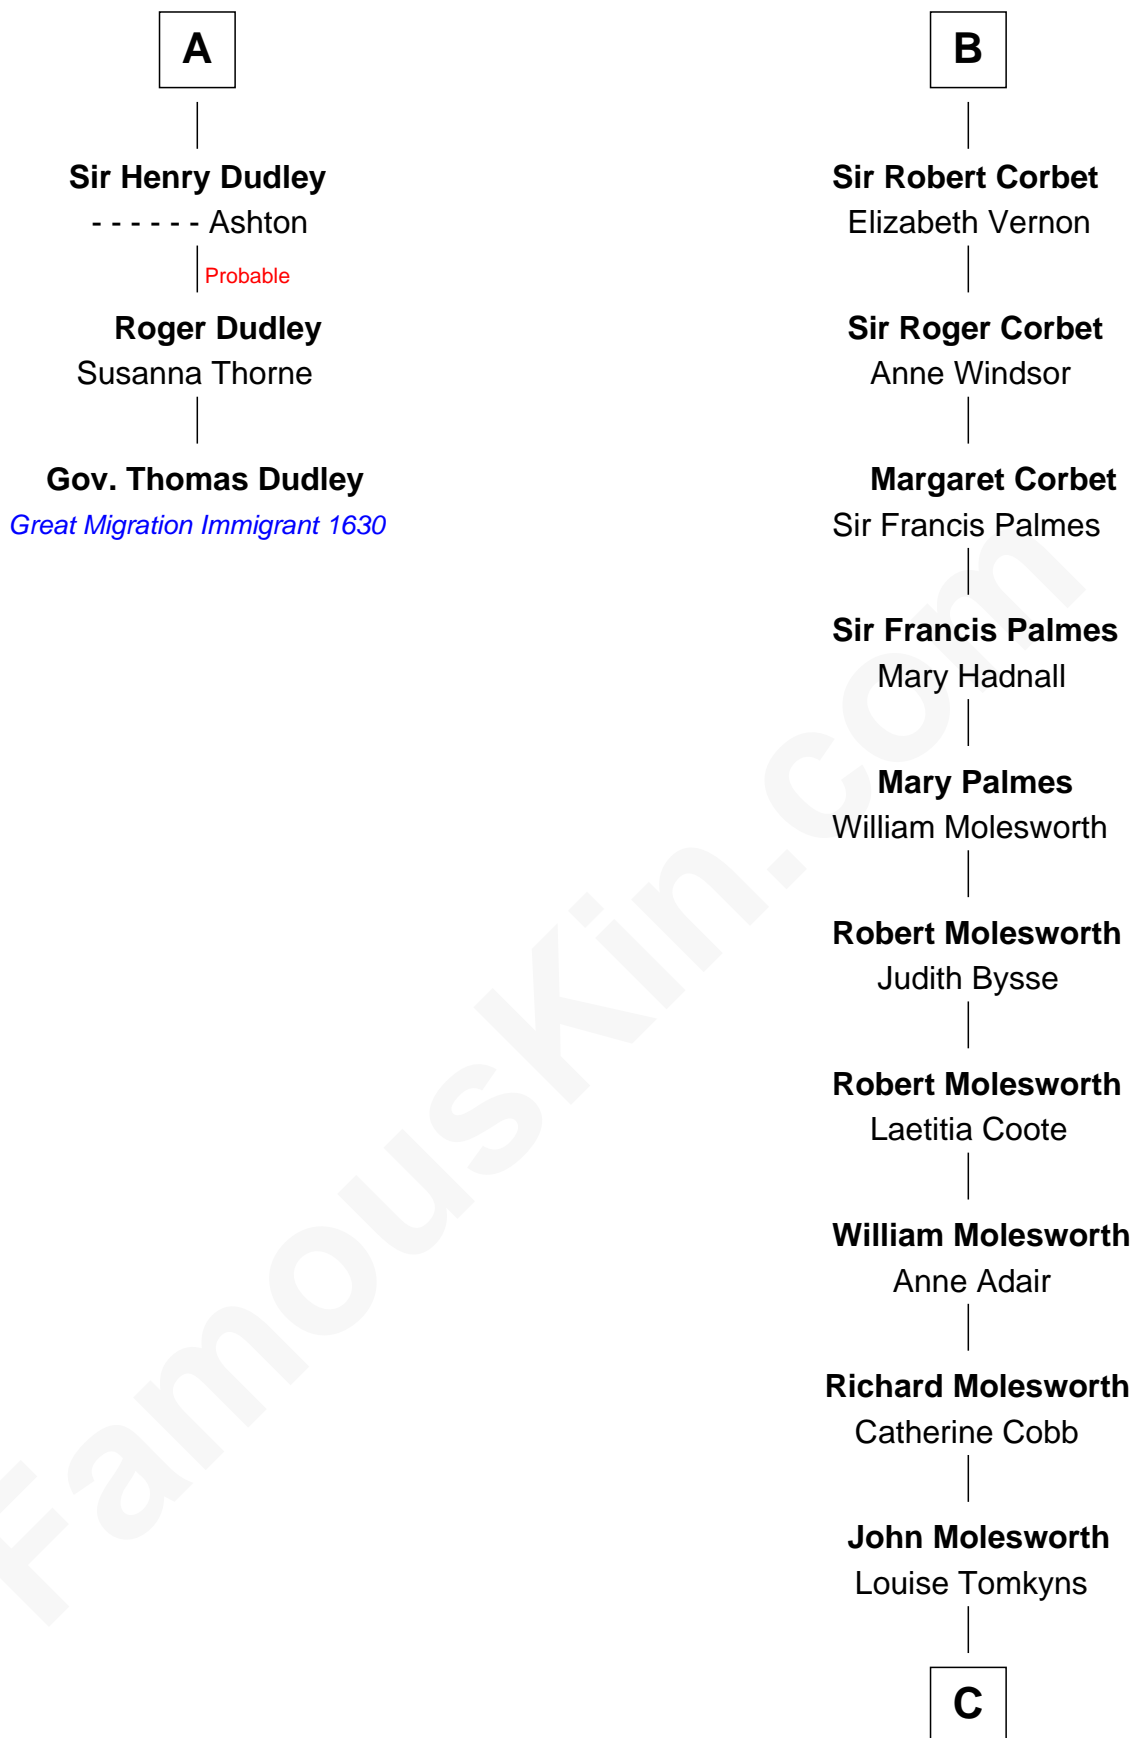 A
Sir Henry Dudley
- - - - - - Ashton
Probable
Roger Dudley
Susanna Thorne
Gov. Thomas Dudley
Great Migration Immigrant 1630
B
Sir Robert Corbet
Elizabeth Vernon
Sir Roger Corbet
Anne Windsor
Margaret Corbet
Sir Francis Palmes
Sir Francis Palmes
Mary Hadnall
Mary Palmes
William Molesworth
Robert Molesworth
Judith Bysse
Robert Molesworth
Laetitia Coote
William Molesworth
Anne Adair
Richard Molesworth
Catherine Cobb
John Molesworth
Louise Tomkyns
C
FamousKin.com